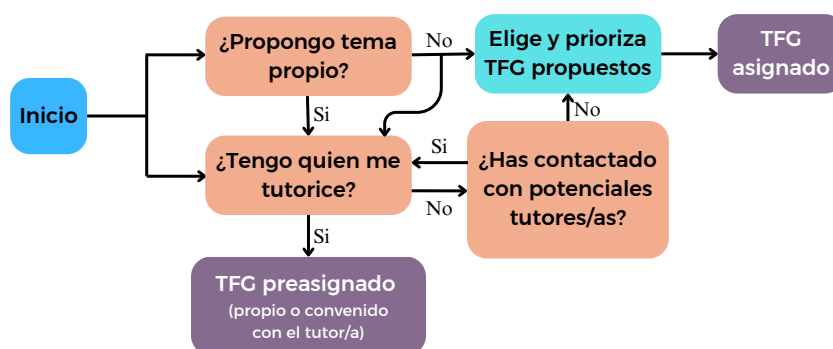 ¿Propongo tema
propio?
No
Elige y prioriza
TFG propuestos
TFG
asignado
Inicio
Si
No
¿Tengo quien me
tutorice?
Si
No
¿Has contactado
con potenciales
tutores/as?
Si
TFG preasignado
(propio o convenido
con el tutor/a)